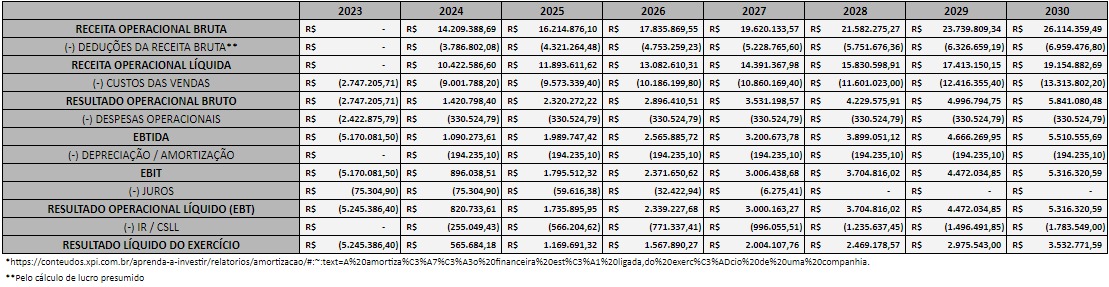 2023 2024 2025 2026 2027 2028 2029 2030
RECEITA OPERACIONAL BRUTA R$ - R$ 14.209.388,69 R$ 16.214.876,10 R$ 17.835.869,55 R$ 19.620.133,57 R$ 21.582.275,27 R$ 23.739.809,34 R$ 26.114.359,49
(-) DEDUÇÕES DA RECEITA BRUTA** R$ - R$ (3.786.802,08) R$ (4.321.264,48) R$ (4.753.259,23) R$ (5.228.765,60) R$ (5.751.676,36) R$ (6.326.659,19) R$ (6.959.476,80)
RECEITA OPERACIONAL LÍQUIDA R$ - R$ 10.422.586,60 R$ 11.893.611,62 R$ 13.082.610,31 R$ 14.391.367,98 R$ 15.830.598,91 R$ 17.413.150,15 R$ 19.154.882,69
(-) CUSTOS DAS VENDAS R$ (2.747.205,71) R$ (9.001.788,20) R$ (9.573.339,40) R$ (10.186.199,80) R$ (10.860.169,40) R$ (11.601.023,00) R$ (12.416.355,40) R$ (13.313.802,20)
RESULTADO OPERACIONAL BRUTO R$ (2.747.205,71) R$ 1.420.798,40 R$ 2.320.272,22 R$ 2.896.410,51 R$ 3.531.198,57 R$ 4.229.575,91 R$ 4.996.794,75 R$ 5.841.080,48
(-) DESPESAS OPERACIONAIS R$ (2.422.875,79) R$ (330.524,79) R$ (330.524,79) R$ (330.524,79) R$ (330.524,79) R$ (330.524,79) R$ (330.524,79) R$ (330.524,79)
EBTIDA R$ (5.170.081,50) R$ 1.090.273,61 R$ 1.989.747,42 R$ 2.565.885,72 R$ 3.200.673,78 R$ 3.899.051,12 R$ 4.666.269,95 R$ 5.510.555,69
(-) DEPRECIAÇÃO / AMORTIZAÇÃO R$ - R$ (194.235,10) R$ (194.235,10) R$ (194.235,10) R$ (194.235,10) R$ (194.235,10) R$ (194.235,10) R$ (194.235,10)
EBIT R$ (5.170.081,50) R$ 896.038,51 R$ 1.795.512,32 R$ 2.371.650,62 R$ 3.006.438,68 R$ 3.704.816,02 R$ 4.472.034,85 R$ 5.316.320,59
(-) JUROS R$ (75.304,90) R$ (75.304,90) R$ (59.616,38) R$ (32.422,94) R$ (6.275,41) R$ - R$ - R$ -
RESULTADO OPERACIONAL LÍQUIDO (EBT) R$ (5.245.386,40) R$ 820.733,61 R$ 1.735.895,95 R$ 2.339.227,68 R$ 3.000.163,27 R$ 3.704.816,02 R$ 4.472.034,85 R$ 5.316.320,59
(-) IR / CSLL R$ - R$ (255.049,43) R$ (566.204,62) R$ (771.337,41) R$ (996.055,51) R$ (1.235.637,45) R$ (1.496.491,85) R$ (1.783.549,00)
RESULTADO LÍQUIDO DO EXERCÍCIO R$ (5.245.386,40) R$ 565.684,18 R$ 1.169.691,32 R$ 1.567.890,27 R$ 2.004.107,76 R$ 2.469.178,57 R$ 2.975.543,00 R$ 3.532.771,59
*https://conteudos.xpi.com.br/aprenda-a-investir/relatorios/amortizacao/#:~:text=A%20amortiza%C3%A7%C3%A3o%20financeira%20est%C3%A1%20ligada,do%20exerc%C3%ADcio%20de%20uma%20companhia.
**Pelo cálculo de lucro presumido